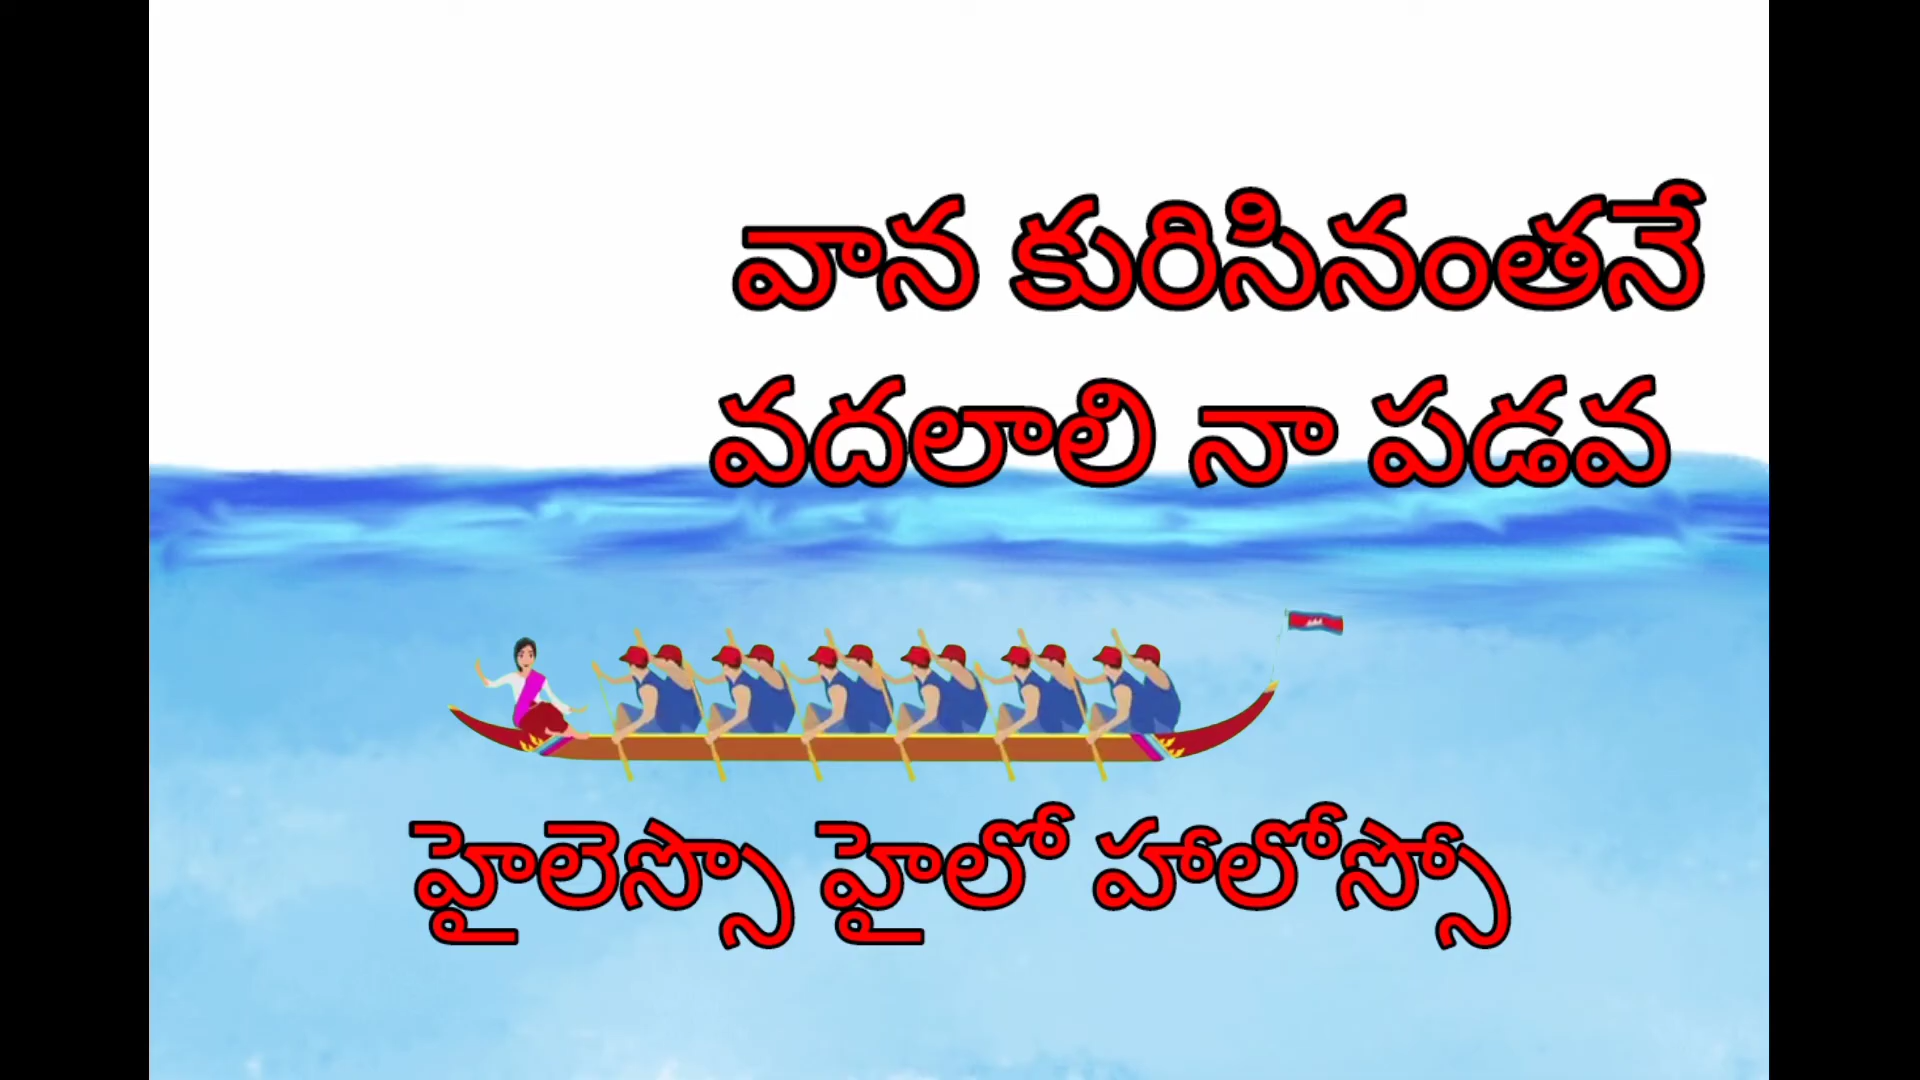 వాన కురిసినంతనే
వదలాలి నా పడవ
హైలెస్సొ హైలో హాలోస్సో